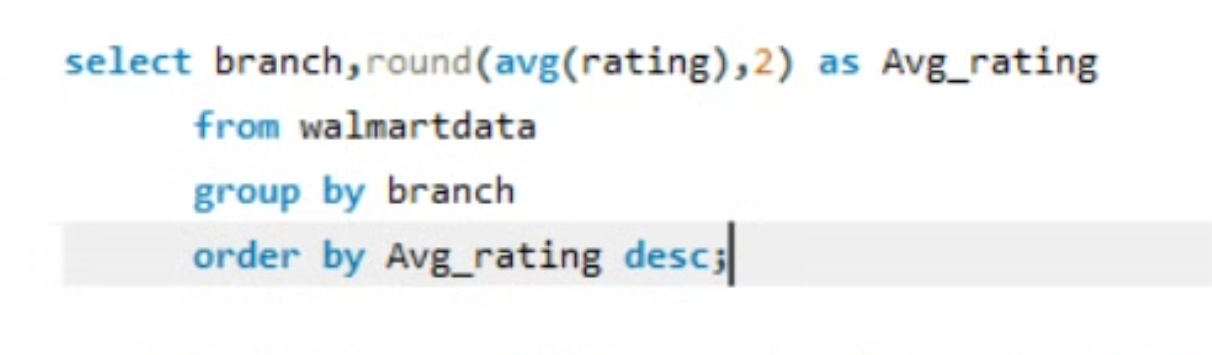 select branch,round(avg(rating),2) as Avg_rating
from walmartdata
group by branch
order by Avg_rating desc;